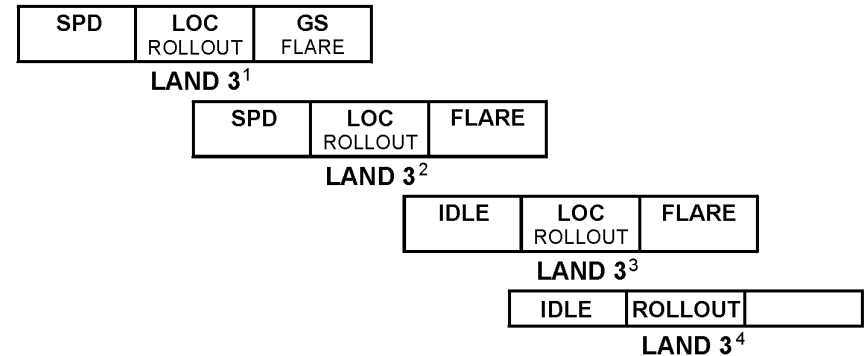 SPD LOC GS
ROLLOUT FLARE
LAND 3¹
SPD LOC FLARE
ROLLOUT
LAND 3²
IDLE LOC FLARE
ROLLOUT
LAND 3³
IDLE ROLLOUT
LAND 3⁴